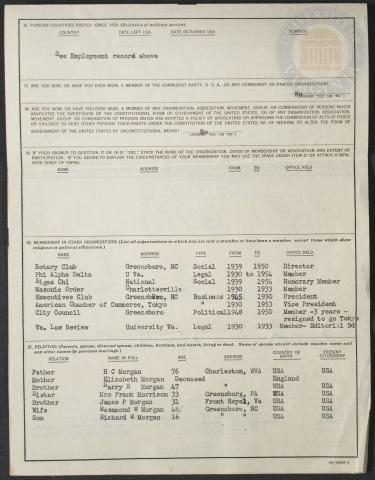 16. FOREIGN COUNTRIES VISITED (SINCE 1930) (Exclusive of military service)
COUNTRY DATE LEFT USA DATE RETURNED USA PURPOSE
See Employment record above
17. ARE YOU NOW, OR HAVE YOU EVER BEEN, A MEMBER OF THE COMMUNIST PARTY, U. S. A., OR ANY COMMUNIST OR FASCIST ORGANIZATION?
No
(ANSWER "YES" OR "NO")
18. ARE YOU NOW, OR HAVE YOU EVER BEEN, A MEMBER OF ANY ORGANIZATION, ASSOCIATION, MOVEMENT, GROUP, OR COMBINATION OF PERSONS WHICH
ADVOCATES THE OVERTHROW OF THE CONSTITUTIONAL FORM OF GOVERNMENT OF THE UNITED STATES, OR OF ANY ORGANIZATION, ASSOCIATION,
MOVEMENT, GROUP, OR COMBINATION OF PERSONS WHICH HAS ADOPTED A POLICY OF ADVOCATING OR APPROVING THE COMMISSION OF ACTS OF FORCE
OR VIOLENCE TO DENY OTHER PERSONS THEIR RIGHTS UNDER THE CONSTITUTION OF THE UNITED STATES OR OF SEEKING TO ALTER THE FORM OF
GOVERNMENT OF THE UNITED STATES BY UNCONSTITUTIONAL MEANS? No
(ANSWER "YES" OR "NO")
19. IF YOUR ANSWER TO QUESTION 17 OR 18 IS "YES," STATE THE NAME OF THE ORGANIZATION, DATES OF MEMBERSHIP OR ASSOCIATION, AND EXTENT OF
PARTICIPATION. IF YOU DESIRE TO EXPLAIN THE CIRCUMSTANCES OF YOUR MEMBERSHIP YOU MAY USE THE SPACE UNDER ITEM 23 OR ATTACH A SEPA-
RATE SHEET OF PAPER.
NAME ADDRESS FROM TO OFFICE HELD
20. MEMBERSHIP IN OTHER ORGANIZATIONS (List all organizations in which you are now a member or have been a member, except those which show
religious or political affiliations.)
NAME ADDRESS TYPE FROM TO OFFICE HELD
Rotary Club Greensboro, NC Social 1939 1950 Director
Phi Alpha Delta U Va. Legal 1930 to 1954 Member
Sigma Chi National Social 1954 Honorary Member
Masonic Order Charlottesville 1930 1933 Member
Executives Club Greensboro, NC Business 1945 1950 President
American Chamber of Commerce, Tokyo " 1950 1953 Vice President
City Council Greensboro Political 1948 1950 Member -3 years -
resigned to go Tokyo
Va. Law Review University Va. Legal 1930 1933 Member- Editorial Bd
21. RELATIVES (Parents, spouse, divorced spouses, children, brothers, and sisters, living or dead. Name of spouse should include maiden name and
any other names by previous marriage.)
RELATION NAME IN FULL AGE ADDRESS COUNTRY OF BIRTH PRESENT CITIZENSHIP
Father H C Morgan 76 Charleston, WVA USA USA
Mother Elizabeth Morgan Deceased England
Brother Harry R Morgan 47 " USA USA
Sister Mrs Frank Morrison 33 Greensburg, PA USA USA
Brother James P Morgan 31 Front Royal, Va USA USA
Wife Rosamond W Morgan 46 Greensboro, NC USA USA
Son Richard W Morgan 16 " " USA USA